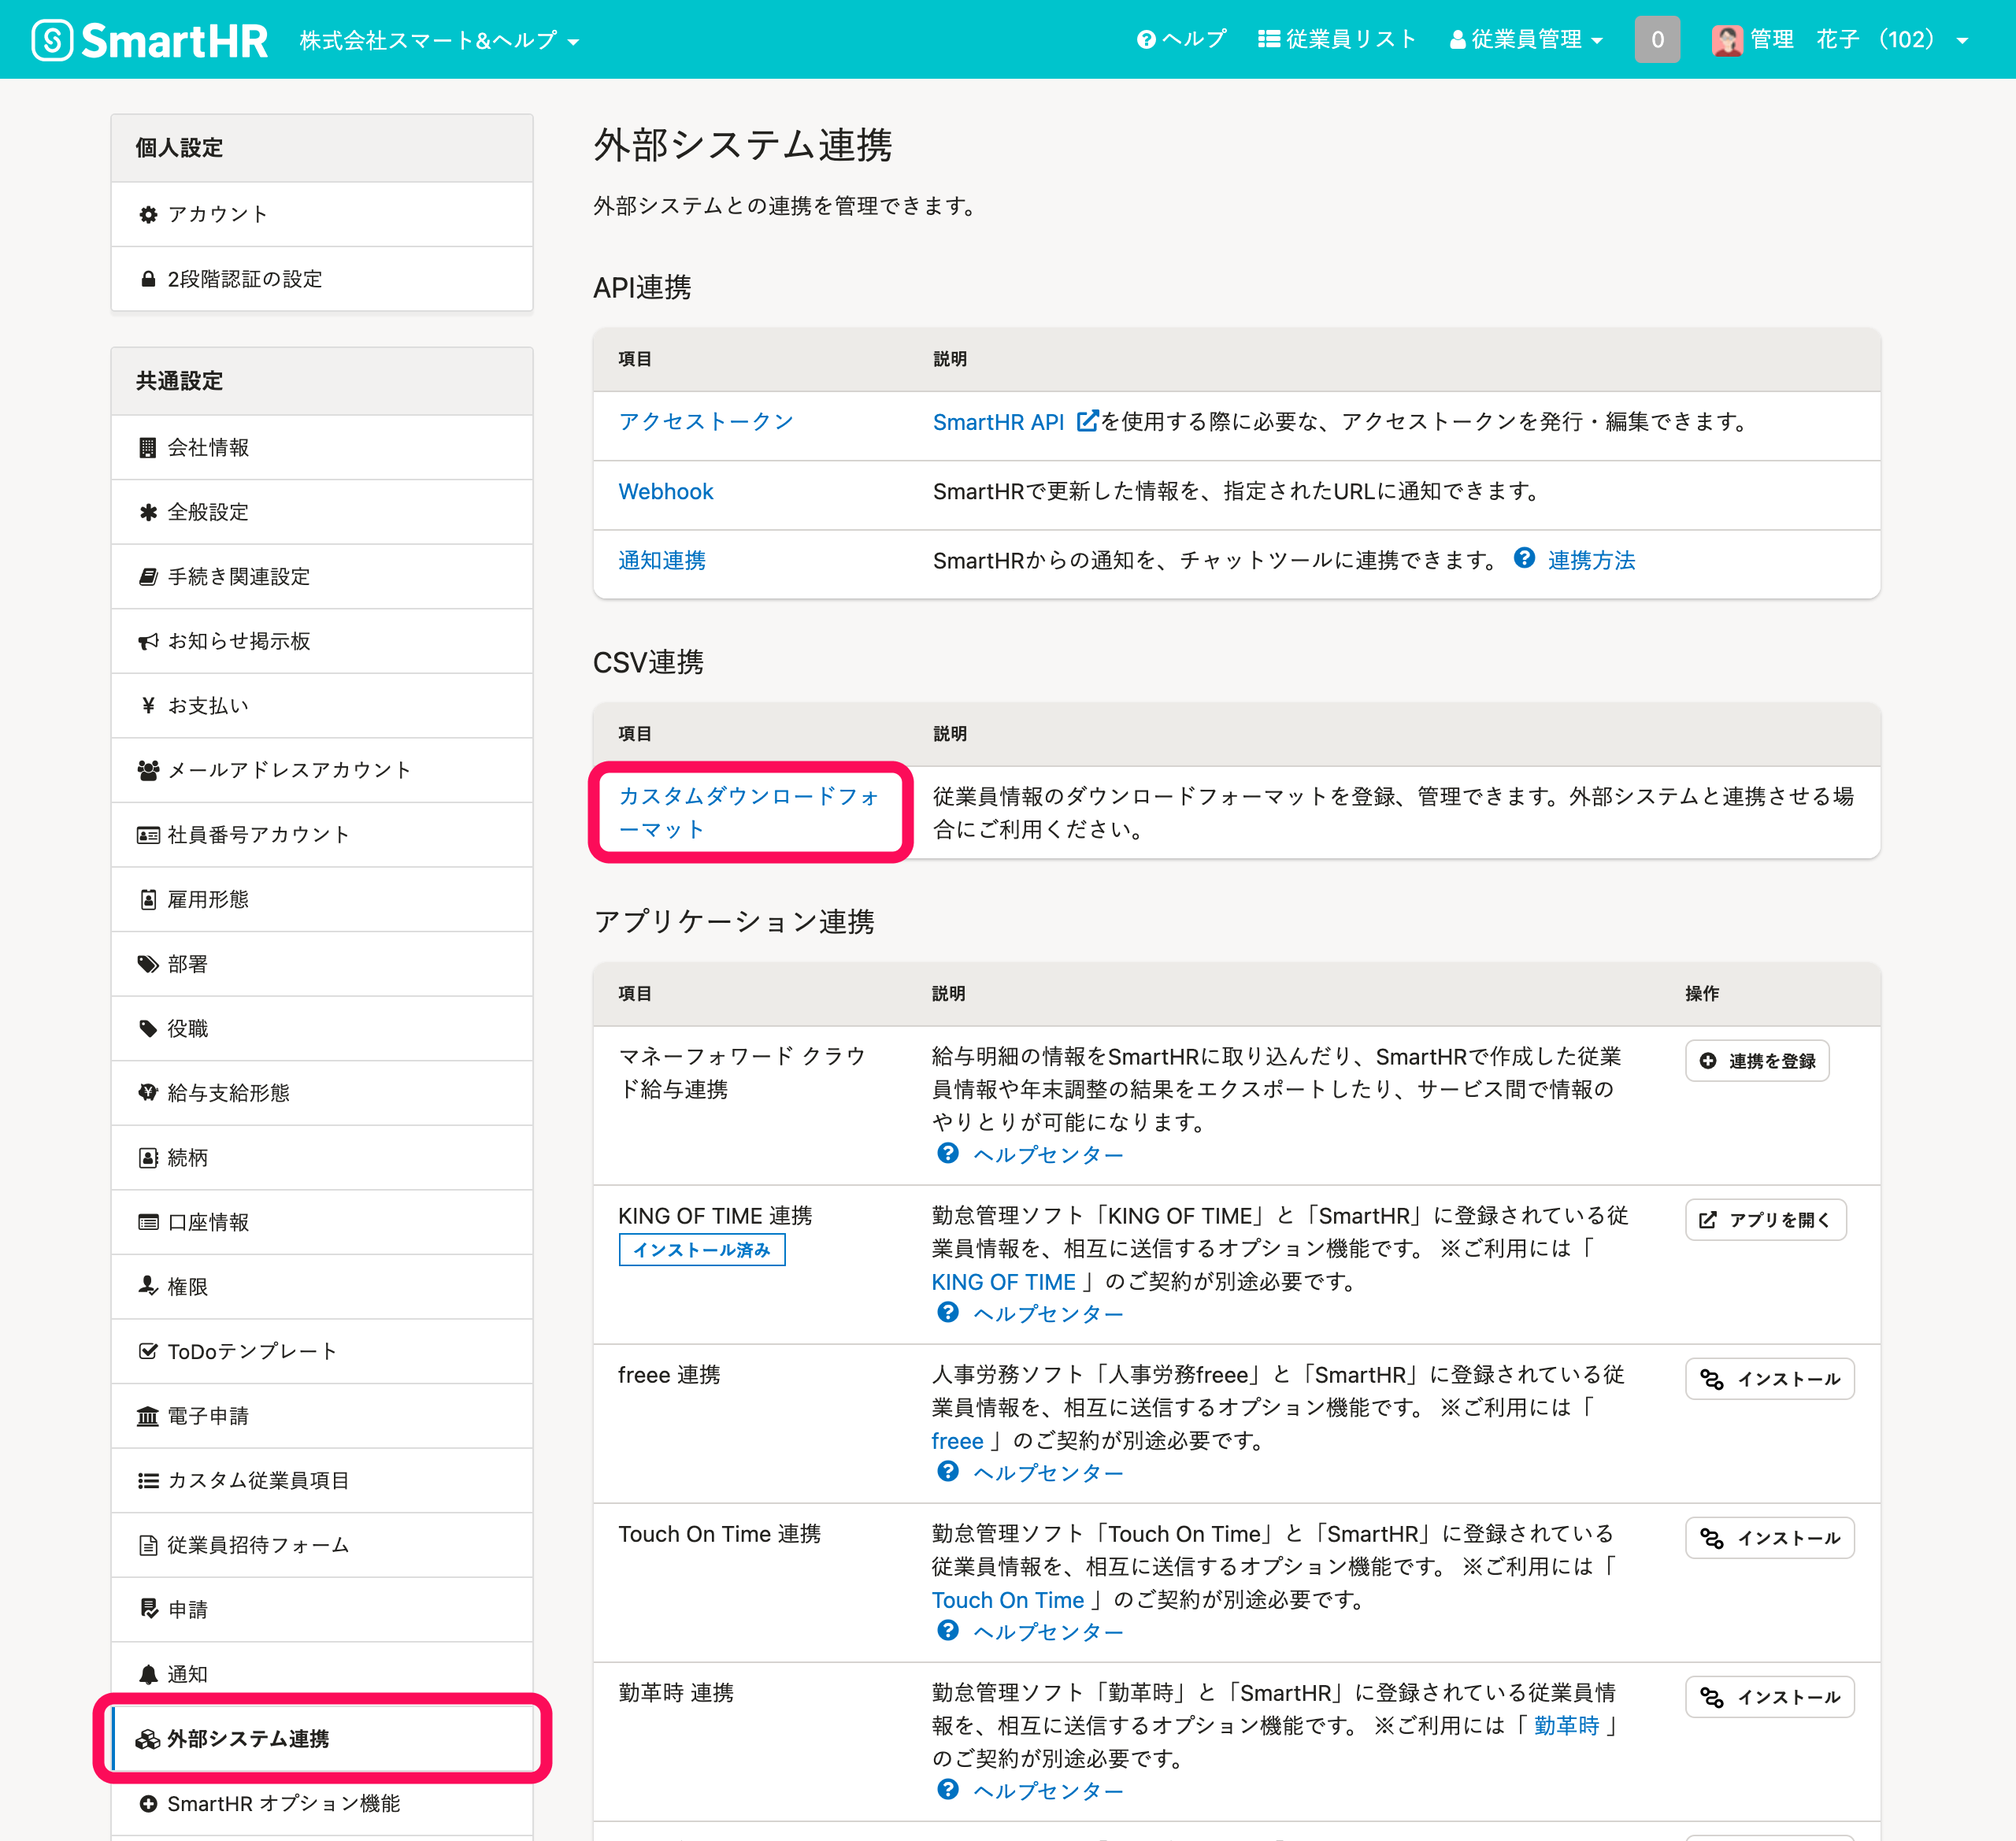 SmartHR
株式会社スマート&ヘルプ
ヘルプ
従業員リスト
従業員管理
0
管理 花子 (102)
個人設定
アカウント
2段階認証の設定
共通設定
会社情報
全般設定
手続き関連設定
お知らせ掲示板
お支払い
メールアドレスアカウント
社員番号アカウント
雇用形態
部署
役職
給与支給形態
続柄
口座情報
権限
ToDoテンプレート
電子申請
カスタム従業員項目
従業員招待フォーム
申請
通知
外部システム連携
SmartHR オプション機能
外部システム連携
外部システムとの連携を管理できます。
API連携
項目 説明
アクセストークン SmartHR API を使用する際に必要な、アクセストークンを発行・編集できます。
Webhook SmartHRで更新した情報を、指定されたURLに通知できます。
通知連携 SmartHRからの通知を、チャットツールに連携できます。 連携方法
CSV連携
項目 説明
カスタムダウンロードフォ
ーマット
従業員情報のダウンロードフォーマットを登録、管理できます。外部システムと連携させる場
合にご利用ください。
アプリケーション連携
項目 説明 操作
マネーフォワード クラウ
ド給与連携
給与明細の情報をSmartHRに取り込んだり、SmartHRで作成した従業
員情報や年末調整の結果をエクスポートしたり、サービス間で情報の
やりとりが可能になります。
ヘルプセンター
連携を登録
KING OF TIME 連携
インストール済み
勤怠管理ソフト「KING OF TIME」と「SmartHR」に登録されている従
業員情報を、相互に送信するオプション機能です。 ※ご利用には「
KING OF TIME 」のご契約が別途必要です。
ヘルプセンター
アプリを開く
freee 連携
人事労務ソフト「人事労務freee」と「SmartHR」に登録されている従
業員情報を、相互に送信するオプション機能です。 ※ご利用には「
freee 」のご契約が別途必要です。
ヘルプセンター
インストール
Touch On Time 連携
勤怠管理ソフト「Touch On Time」と「SmartHR」に登録されている
従業員情報を、相互に送信するオプション機能です。 ※ご利用には「
Touch On Time 」のご契約が別途必要です。
ヘルプセンター
インストール
勤革時 連携
勤怠管理ソフト「勤革時」と「SmartHR」に登録されている従業員情
報を、相互に送信するオプション機能です。 ※ご利用には「 勤革時 」
のご契約が別途必要です。
ヘルプセンター
インストール